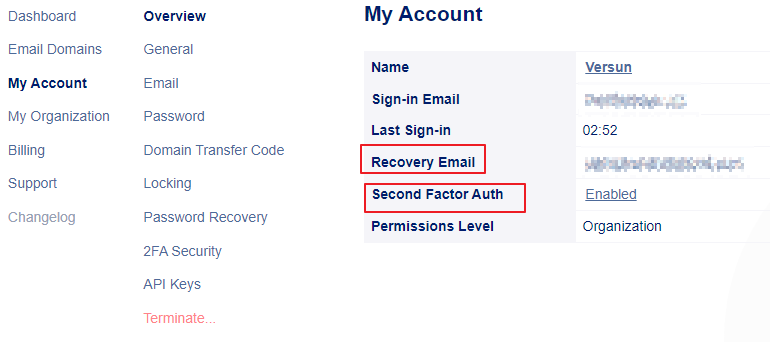 Dashboard
Email Domains
My Account
My Organization
Billing
Support
Changelog
Overview
General
Email
Password
Domain Transfer Code
Locking
Password Recovery
2FA Security
API Keys
Terminate...
My Account
Name Versun
Sign-in Email
Last Sign-in 02:52
Recovery Email
Second Factor Auth Enabled
Permissions Level Organization